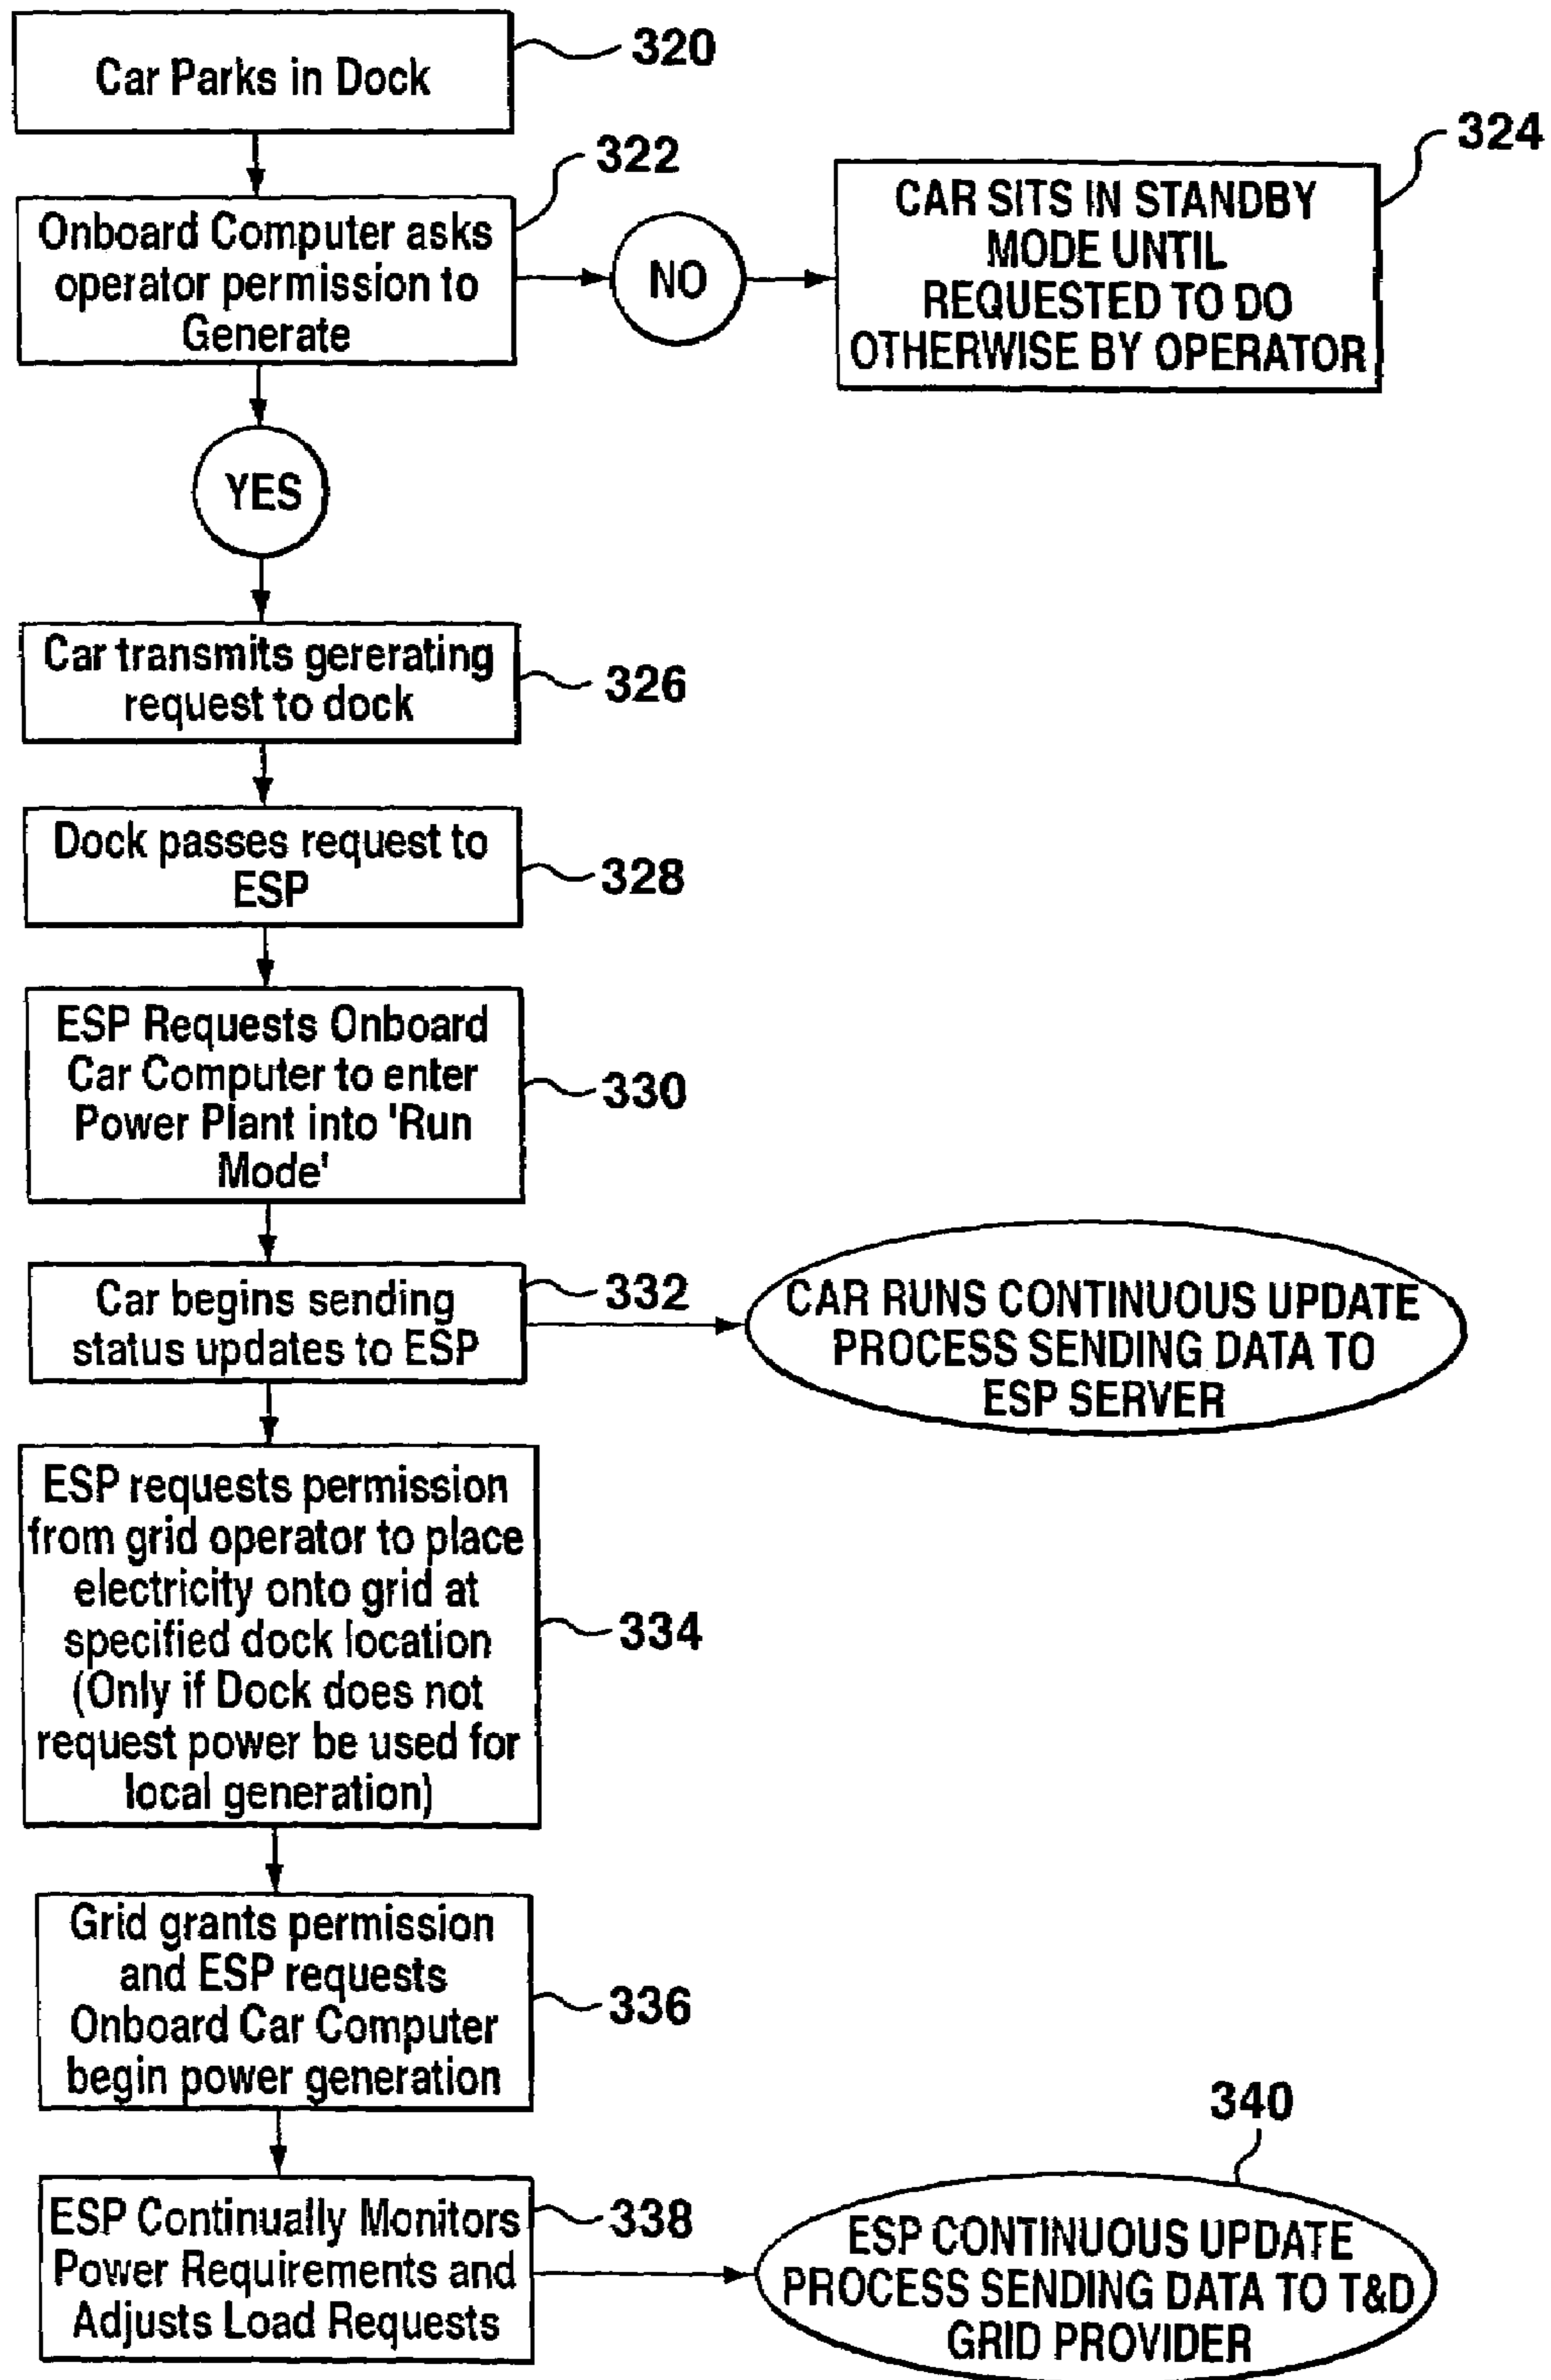 Car Parks in Dock
320
Onboard Computer asks
operator permission to
Generate
322
NO
CAR SITS IN STANDBY
MODE UNTIL
REQUESTED TO DO
OTHERWISE BY OPERATOR
324
YES
Car transmits gererating
request to dock
326
Dock passes request to
ESP
328
ESP Requests Onboard
Car Computer to enter
Power Plant into 'Run
Mode'
330
Car begins sending
status updates to ESP
332
CAR RUNS CONTINUOUS UPDATE
PROCESS SENDING DATA TO
ESP SERVER
ESP requests permission
from grid operator to place
electricity onto grid at
specified dock location
(Only if Dock does not
request power be used for
local generation)
334
Grid grants permission
and ESP requests
Onboard Car Computer
begin power generation
336
ESP Continually Monitors
Power Requirements and
Adjusts Load Requests
338
340
ESP CONTINUOUS UPDATE
PROCESS SENDING DATA TO T&D
GRID PROVIDER